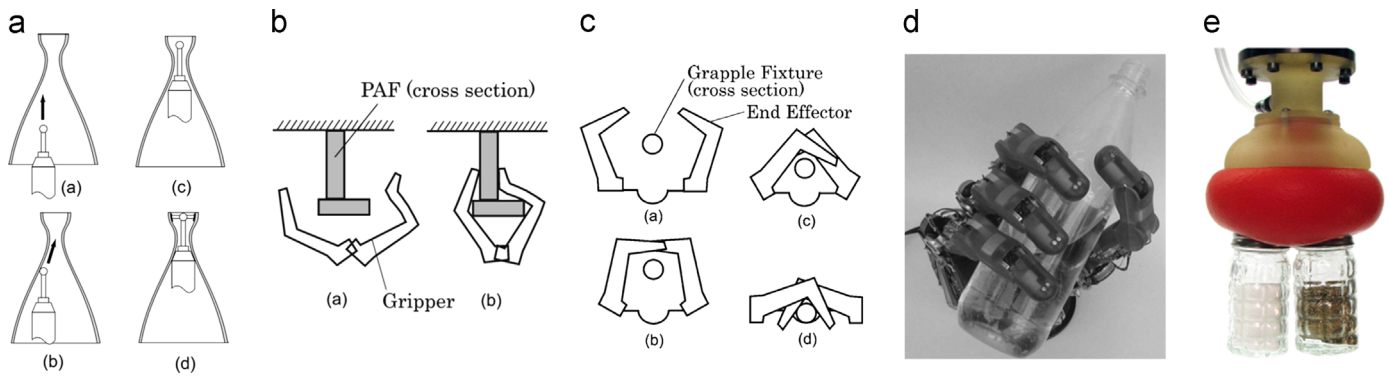 a
(a)
(c)
(b)
(d)
b
PAF (cross section)
Gripper
(a)
(b)
c
Grapple Fixture
(cross section)
End Effector
(a)
(c)
(b)
(d)
d
e